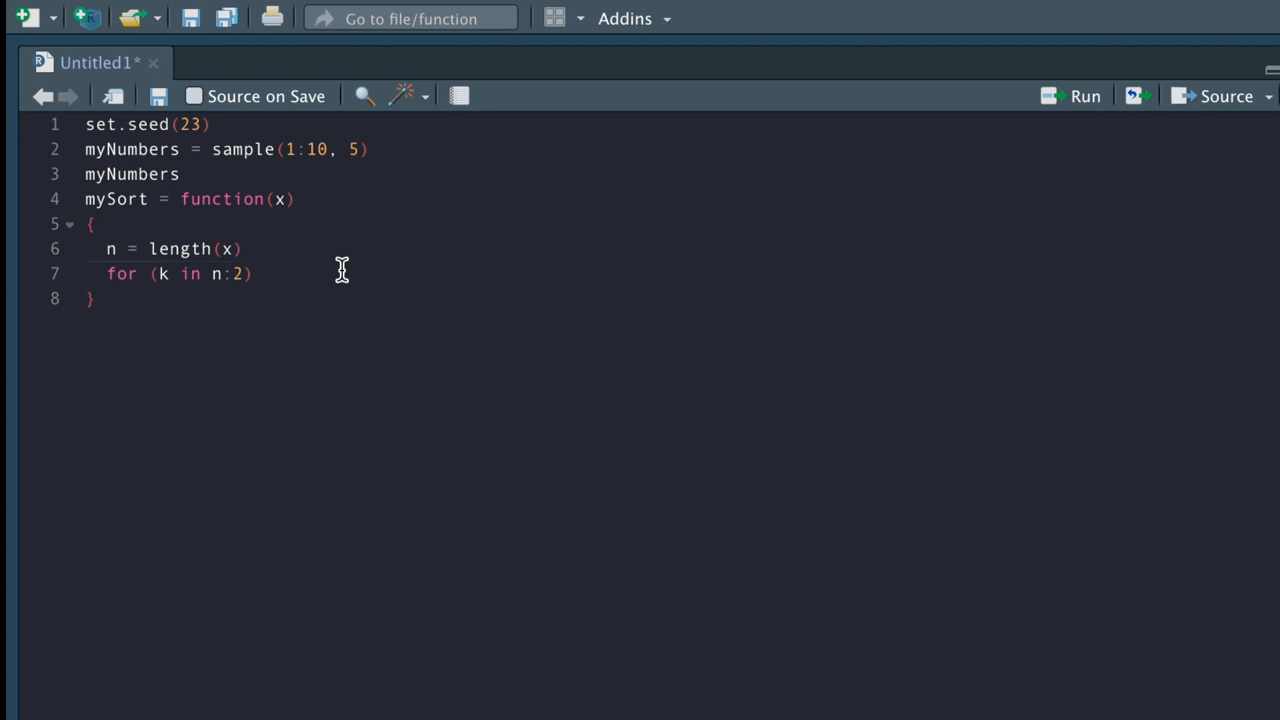 Go to file/function Addins
Untitled1*
Source on Save Run Source
1 set.seed(23)
2 myNumbers = sample(1:10, 5)
3 myNumbers
4 mySort = function(x)
5 {
6 n = length(x)
7 for (k in n:2)
8 }